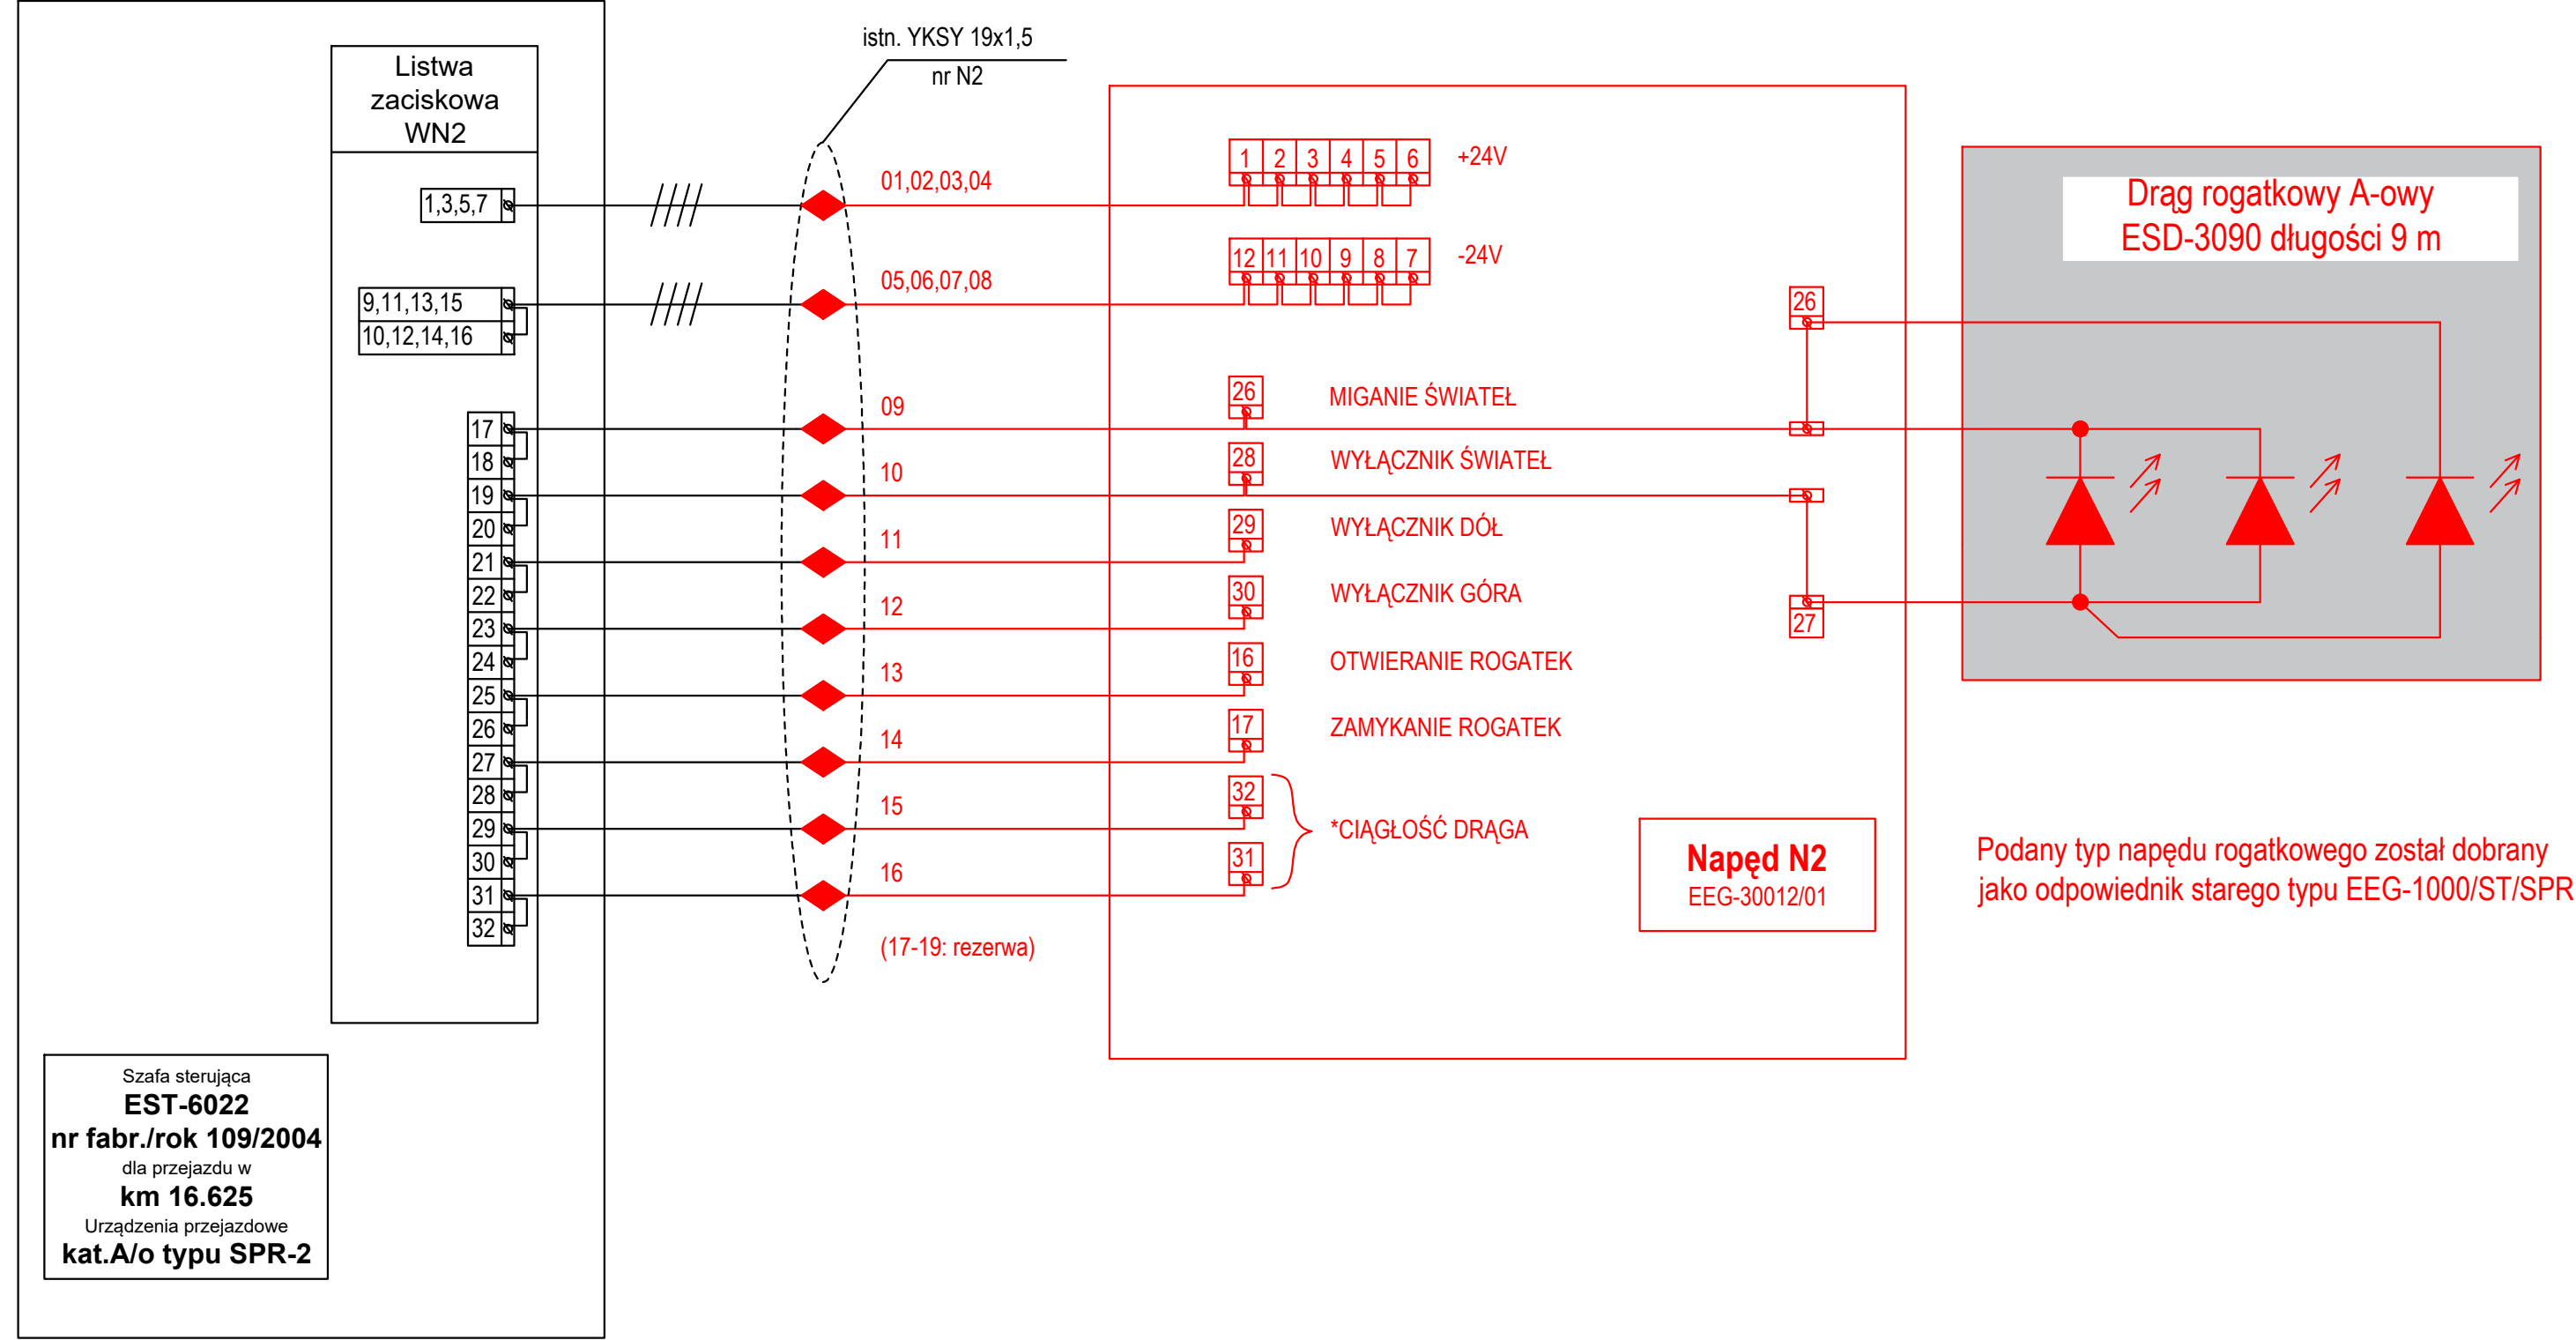 istn. YKSY 19x1,5
nr N2
Listwa
zaciskowa
WN2
1,3,5,7
9,11,13,15
10,12,14,16
17
18
19
20
21
22
23
24
25
26
27
28
29
30
31
32
01,02,03,04
05,06,07,08
09
10
11
12
13
14
15
16
(17-19: rezerwa)
1 2 3 4 5 6 +24V
12 11 10 9 8 7 -24V
26 MIGANIE ŚWIATEŁ
28 WYŁĄCZNIK ŚWIATEŁ
29 WYŁĄCZNIK DÓŁ
30 WYŁĄCZNIK GÓRA
16 OTWIERANIE ROGATEK
17 ZAMYKANIE ROGATEK
32
*CIĄGŁOŚĆ DRĄGA
31
26
27
Napęd N2
EEG-30012/01
Drąg rogatkowy A-owy
ESD-3090 długości 9 m
Podany typ napędu rogatkowego został dobrany
jako odpowiednik starego typu EEG-1000/ST/SPR
Szafa sterująca
EST-6022
nr fabr./rok 109/2004
dla przejazdu w
km 16.625
Urządzenia przejazdowe
kat.A/o typu SPR-2